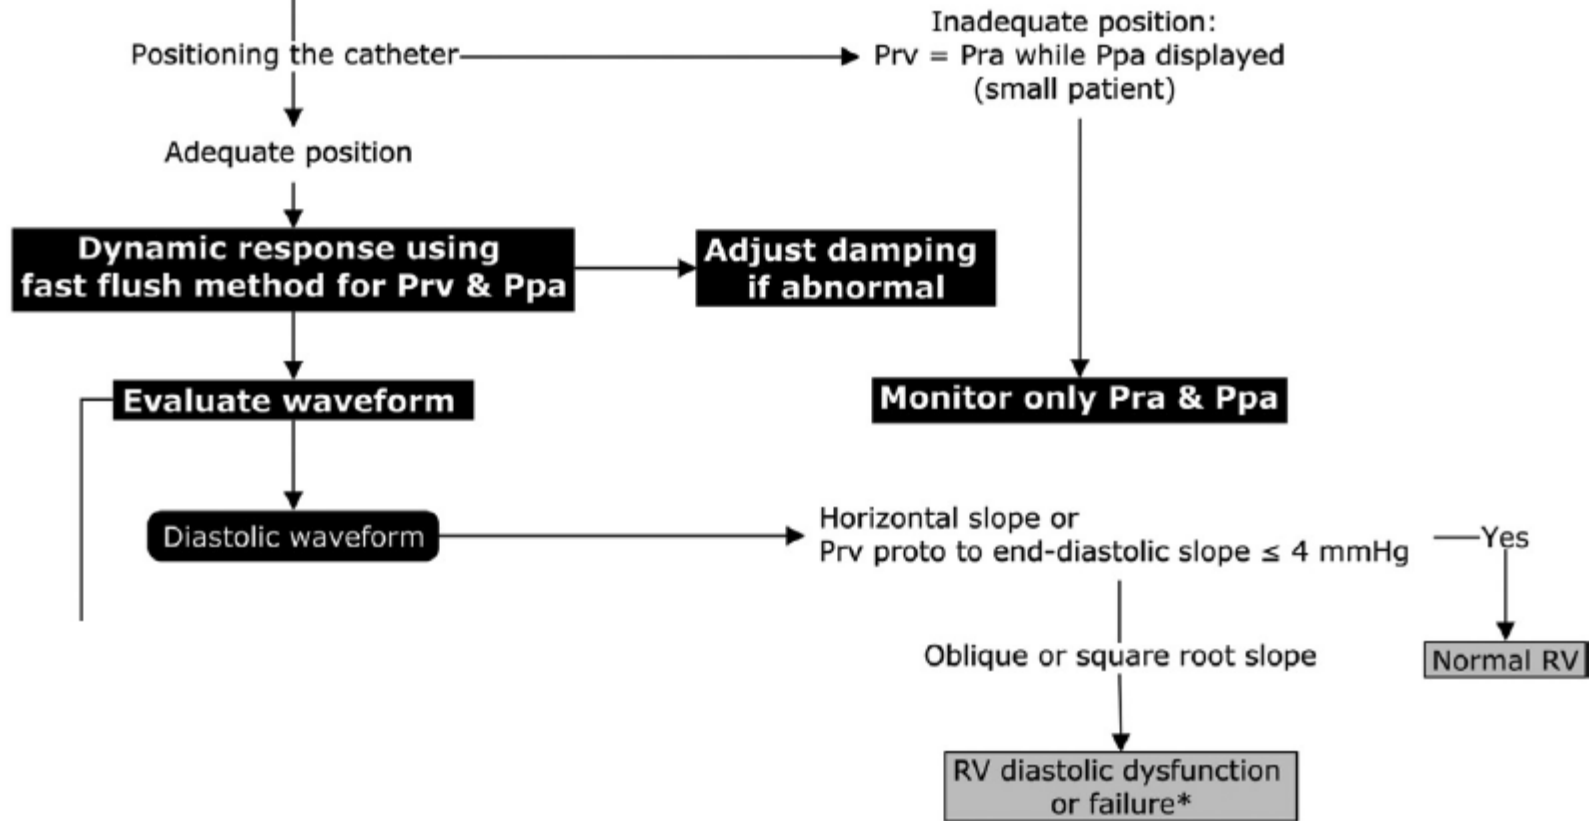 Positioning the catheter
Inadequate position:
Prv = Pra while Ppa displayed
(small patient)
Adequate position
Dynamic response using
fast flush method for Prv & Ppa
Adjust damping
if abnormal
Evaluate waveform
Monitor only Pra & Ppa
Diastolic waveform
Horizontal slope or
Prv proto to end-diastolic slope ≤ 4 mmHg
Yes
Oblique or square root slope
Normal RV
RV diastolic dysfunction
or failure*